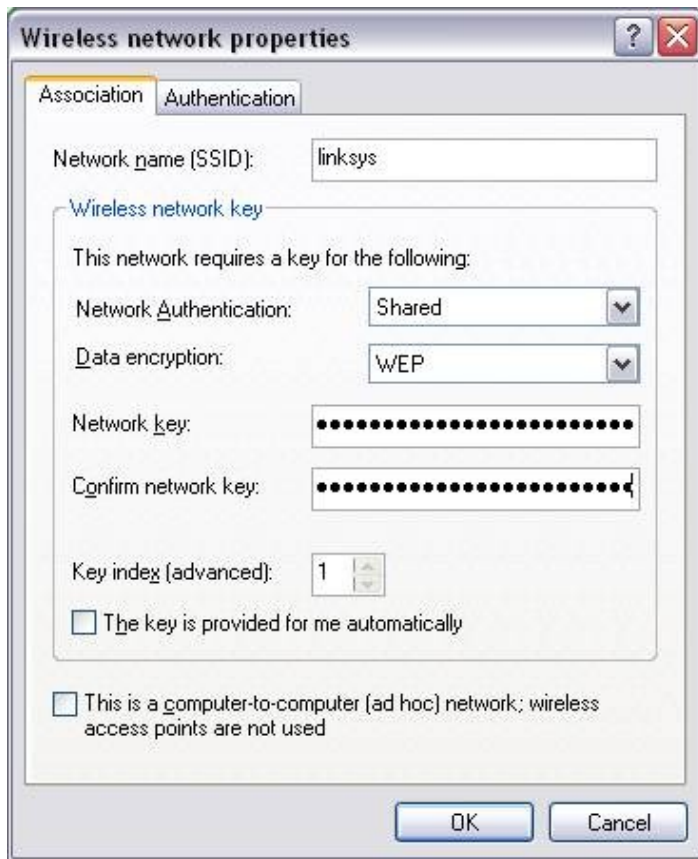 Wireless network properties
?
Association Authentication
Network name (SSID): linksys
Wireless network key
This network requires a key for the following:
Network Authentication: Shared
Data encryption: WEP
Network key: •••••••••••••••••••••••••
Confirm network key: •••••••••••••••••••••••••
Key index (advanced): 1
The key is provided for me automatically
This is a computer-to-computer (ad hoc) network; wireless
access points are not used
OK Cancel